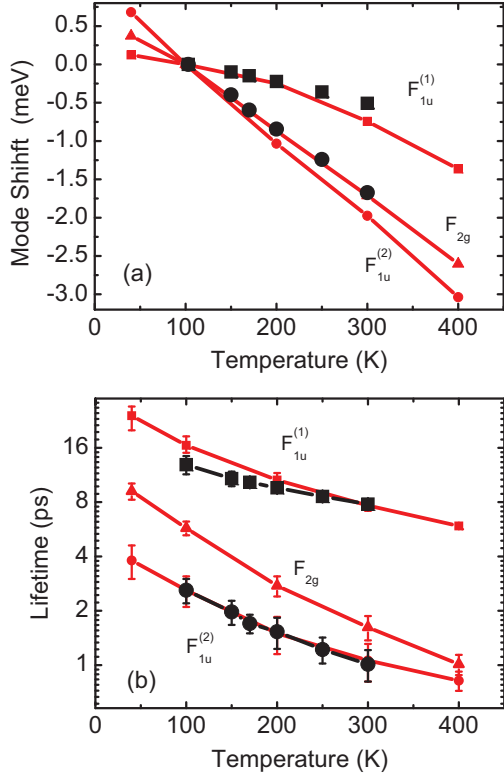 0.5
0.0
-0.5
-1.0
-1.5
-2.0
-2.5
-3.0
Mode Shihft (meV)
F1u(1)
F2g
F1u(2)
(a)
0 100 200 300 400
Temperature (K)
16
8
4
2
1
Lifetime (ps)
F1u(1)
F2g
F1u(2)
(b)
0 100 200 300 400
Temperature (K)